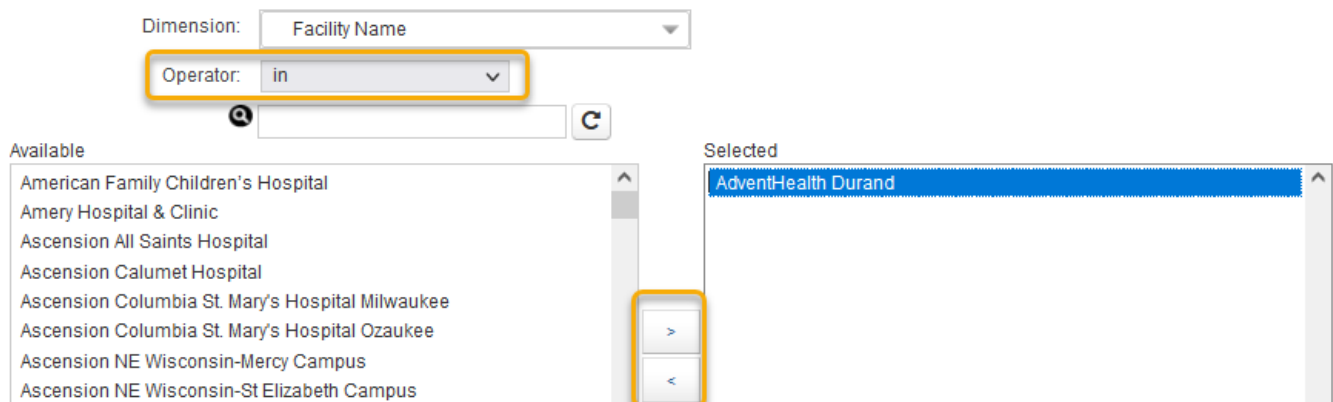 Dimension: Facility Name
Operator: in
Available
Selected
American Family Children's Hospital
AdventHealth Durand
Amery Hospital & Clinic
Ascension All Saints Hospital
Ascension Calumet Hospital
Ascension Columbia St. Mary's Hospital Milwaukee
Ascension Columbia St. Mary's Hospital Ozaukee
>
Ascension NE Wisconsin-Mercy Campus
<
Ascension NE Wisconsin-St Elizabeth Campus